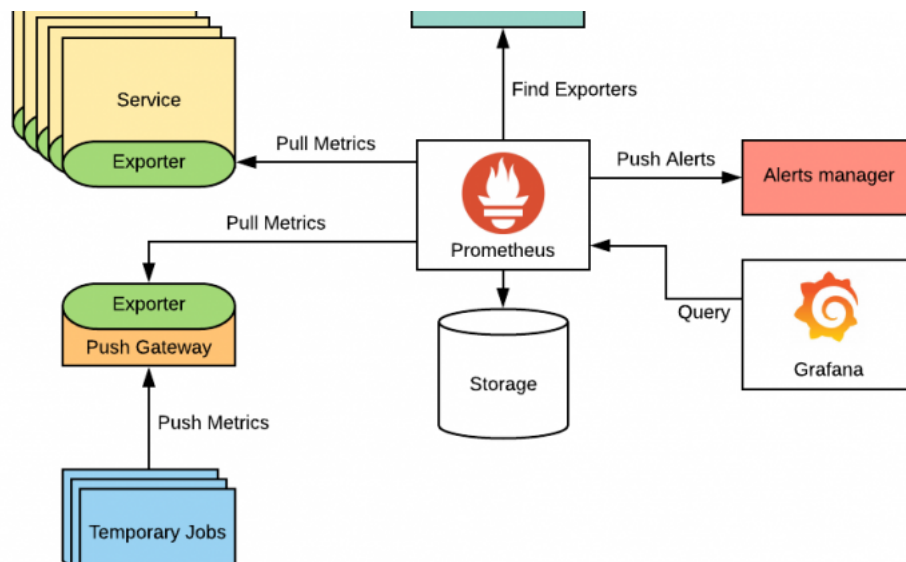 Service
Exporter
Pull Metrics
Find Exporters
Push Alerts
Alerts manager
Prometheus
Pull Metrics
Exporter
Push Gateway
Push Metrics
Temporary Jobs
Storage
Query
Grafana